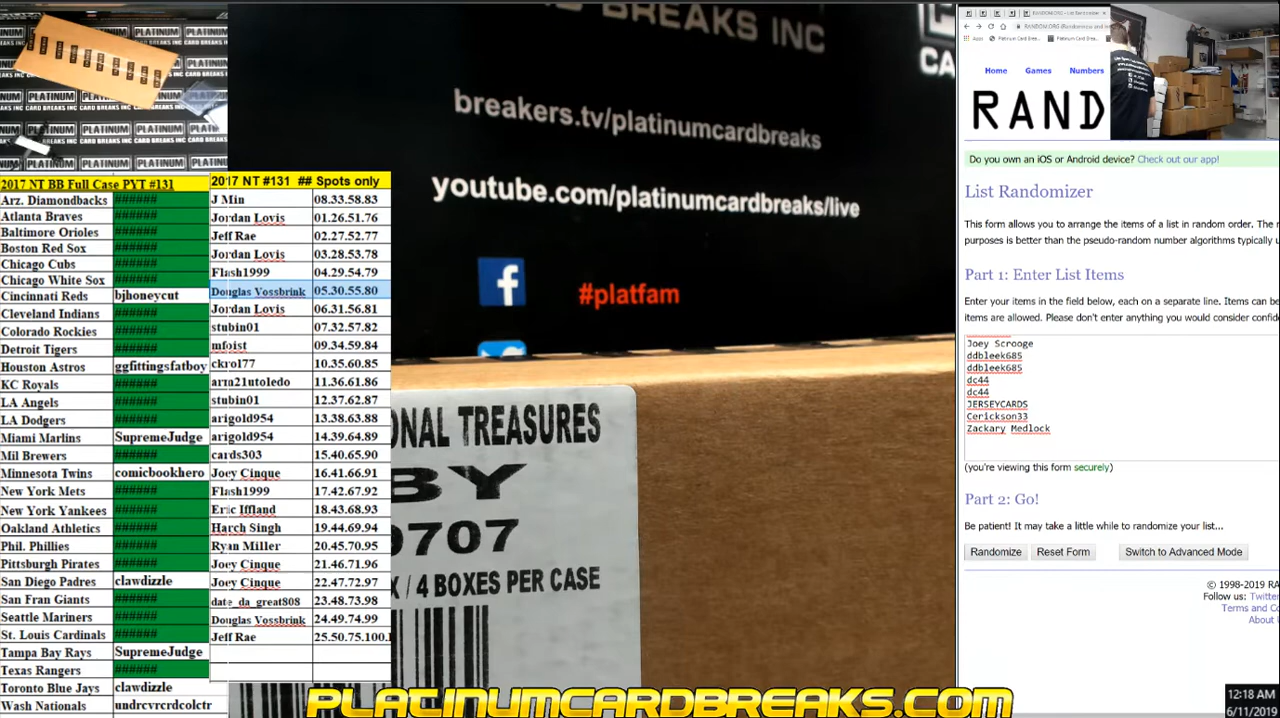 BREAKS INC
breakers.tv/platinumcardbreaks
youtube.com/platinumcardbreaks/live
#platfam
2017 NT BB Full Case PYT #131
Arz. Diamondbacks ######
Atlanta Braves ######
Baltimore Orioles ######
Boston Red Sox ######
Chicago Cubs ######
Chicago White Sox ######
Cincinnati Reds bjhoneycut
Cleveland Indians ######
Colorado Rockies ######
Detroit Tigers ######
Houston Astros ggfittingsfatboy
KC Royals ######
LA Angels ######
LA Dodgers ######
Miami Marlins SupremeJudge
Mil Brewers ######
Minnesota Twins comicbookhero
New York Mets ######
New York Yankees ######
Oakland Athletics ######
Phil. Phillies ######
Pittsburgh Pirates ######
San Diego Padres clawdizzle
San Fran Giants ######
Seattle Mariners ######
St. Louis Cardinals ######
Tampa Bay Rays SupremeJudge
Texas Rangers ######
Toronto Blue Jays clawdizzle
Wash Nationals undrcvrcrdcolctr
2017 NT #131 ## Spots only
J Min 08.33.58.83
Jordan Lovis 01.26.51.76
Jeff Rae 02.27.52.77
Jordan Lovis 03.28.53.78
Flash1999 04.29.54.79
Douglas Vossbrink 05.30.55.80
Jordan Lovis 06.31.56.81
stubin01 07.32.57.82
mfoist 09.34.59.84
ckrol77 10.35.60.85
arm21utoledo 11.36.61.86
stubin01 12.37.62.87
arigold954 13.38.63.88
arigold954 14.39.64.89
cards303 15.40.65.90
Joey Cinque 16.41.66.91
Flash1999 17.42.67.92
Eric Iffland 18.43.68.93
Harch Singh 19.44.69.94
Ryan Miller 20.45.70.95
Joey Cinque 21.46.71.96
Joey Cinque 22.47.72.97
date_da_great808 23.48.73.98
Douglas Vossbrink 24.49.74.99
Jeff Rae 25.50.75.100.
ONAL TREASURES
BY
0707
X / 4 BOXES PER CASE
PLATINUMCARDBREAKS.COM
Home Games Numbers
RAND
Do you own an iOS or Android device? Check out our app!
List Randomizer
This form allows you to arrange the items of a list in random order. The
purposes is better than the pseudo-random number algorithms typically
Part 1: Enter List Items
Enter your items in the field below, each on a separate line. Items can be
items are allowed. Please don't enter anything you would consider confid
Joey Scrooge
ddbleek685
ddbleek685
dc44
dc44
JERSEYCARDS
Cerickson33
Zackary Medlock
(you're viewing this form securely)
Part 2: Go!
Be patient! It may take a little while to randomize your list...
Randomize Reset Form Switch to Advanced Mode
© 1998-2019 RA
Follow us: Twitter
Terms and Co
About
12:18 AM
6/11/2019